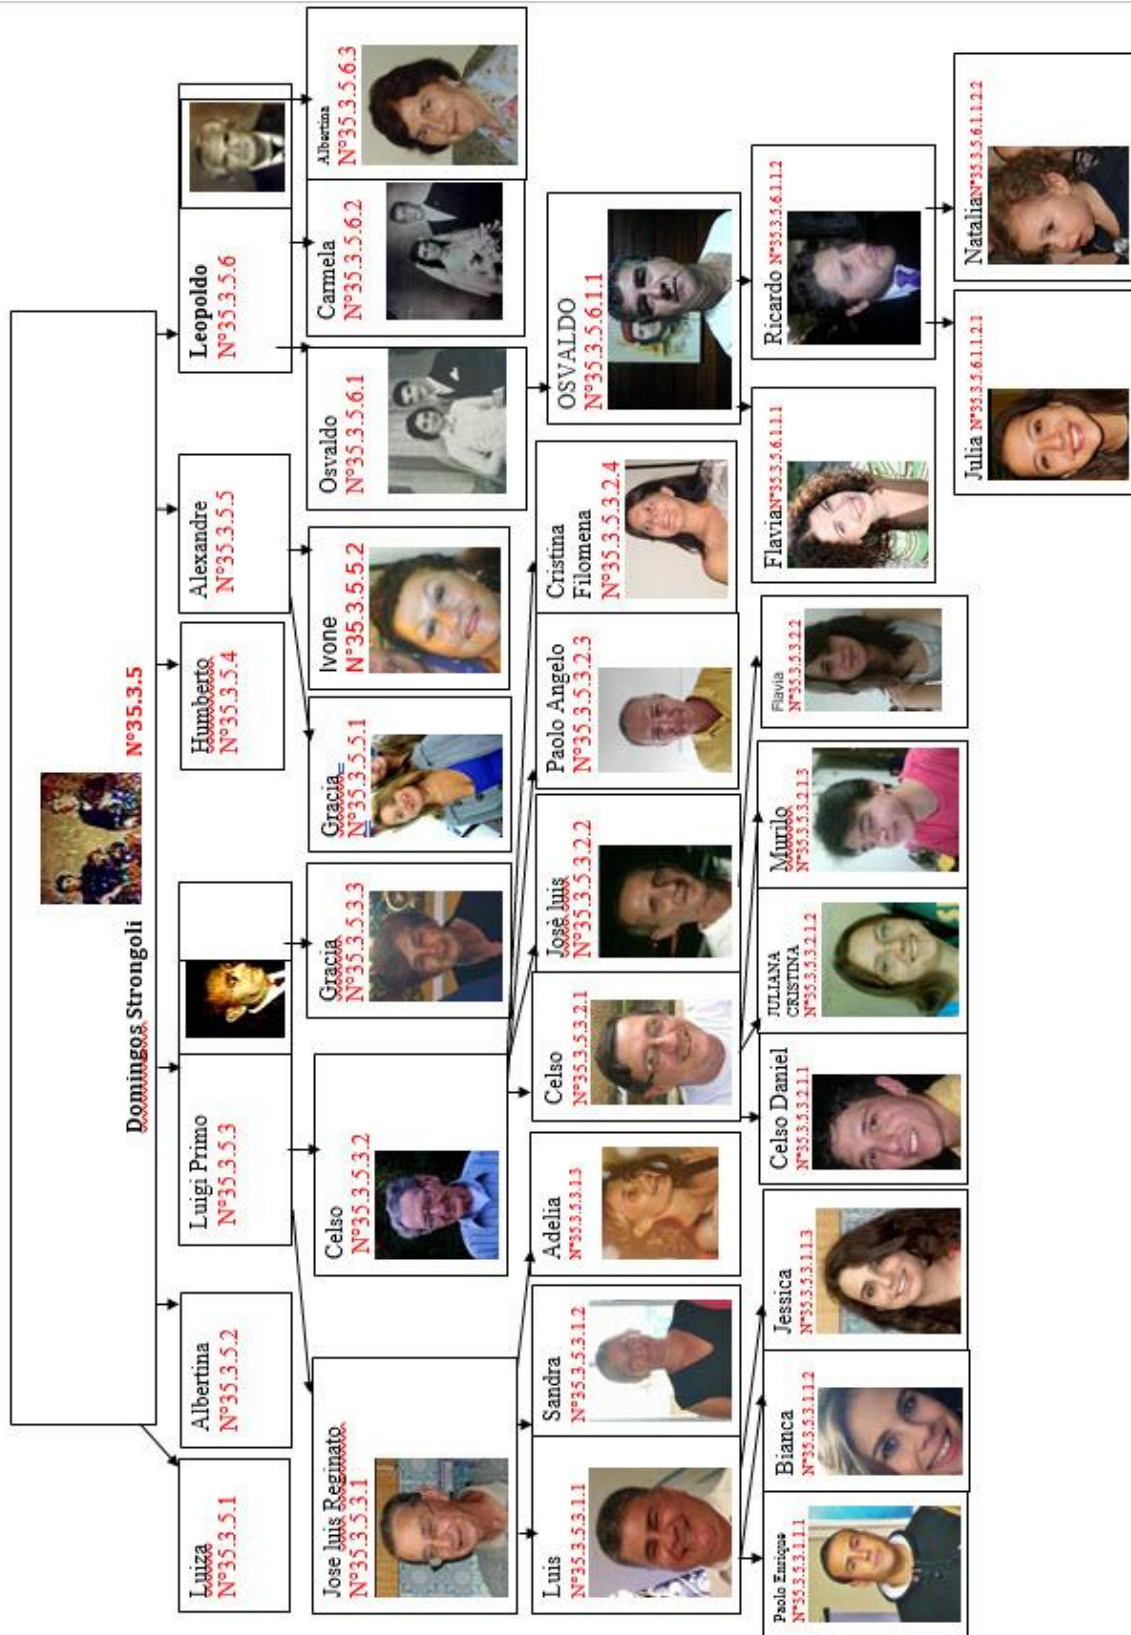 Domingos Strongoli N°35.3.5
Luiza
N°35.3.5.1
Albertina
N°35.3.5.2
Luigi Primo
N°35.3.5.3
Humberto
N°35.3.5.4
Alexandre
N°35.3.5.5
Leopoldo
N°35.3.5.6
Jose luis Reginato
N°35.3.5.3.1
Celso
N°35.3.5.3.2
Gracia
N°35.3.5.3.3
Gracia
N°35.3.5.5.1
Ivone
N°35.3.5.5.2
Osvaldo
N°35.3.5.6.1
Carmela
N°35.3.5.6.2
Albertina
N°35.3.5.6.3
Luis
N°35.3.5.3.1.1
Sandra
N°35.3.5.3.1.2
Adelia
N°35.3.5.3.1.3
Celso
N°35.3.5.3.2.1
Josè luis
N°35.3.5.3.2.2
Paolo Angelo
N°35.3.5.3.2.3
Cristina
Filomena
N°35.3.5.3.2.4
OSVALDO
N°35.3.5.6.1.1
Paolo Enrique
N°35.3.5.3.1.1.1
Bianca
N°35.3.5.3.1.1.2
Jessica
N°35.3.5.3.1.1.3
Celso Daniel
N°35.3.5.3.2.1.1
JULIANA
CRISTINA
N°35.3.5.3.2.1.2
Murilo
N°35.3.5.3.2.1.3
Flavia
N°35.3.5.3.2.2
Flavia N°35.3.5.6.1.1.1
Ricardo N°35.3.5.6.1.1.2
Julia N°35.3.5.6.1.1.2.1
Natalia N°35.3.5.6.1.1.2.2